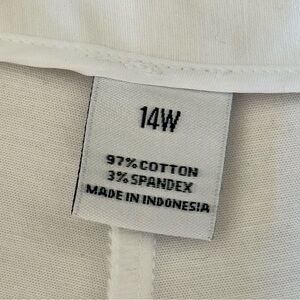 14W
97% COTTON
3% SPANDEX
MADE IN INDONESIA